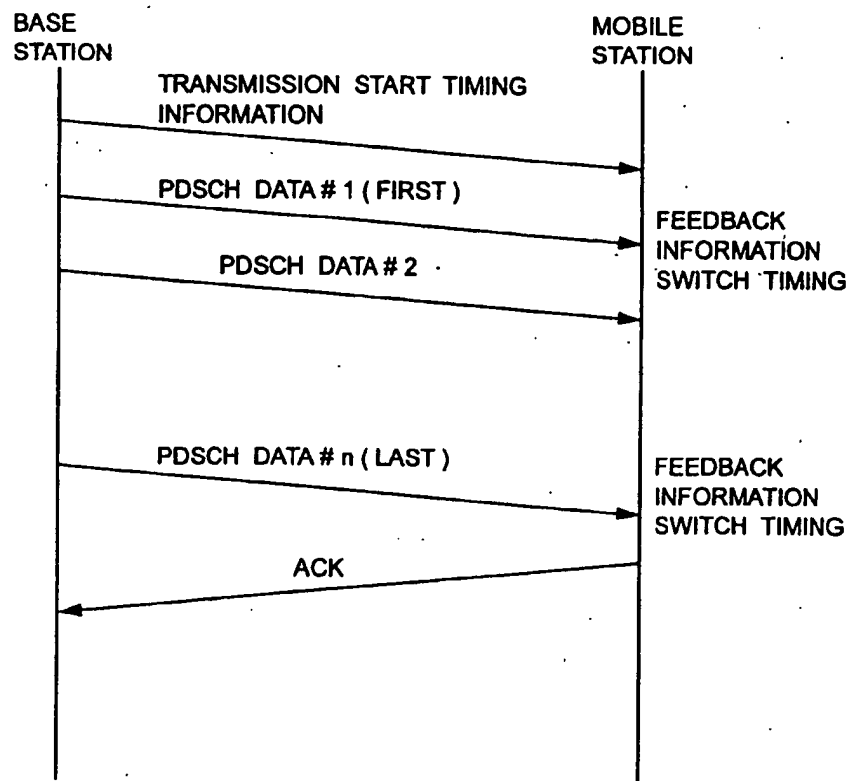 BASE
STATION
MOBILE
STATION
TRANSMISSION START TIMING
INFORMATION
PDSCH DATA # 1 ( FIRST )
FEEDBACK
INFORMATION
SWITCH TIMING
PDSCH DATA # 2
PDSCH DATA # n ( LAST )
FEEDBACK
INFORMATION
SWITCH TIMING
ACK